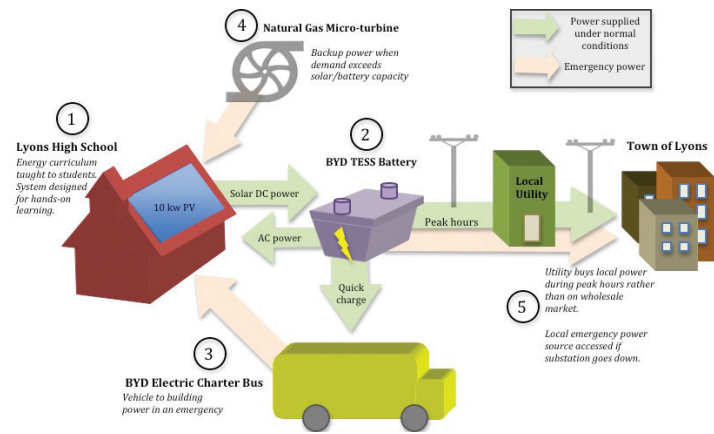 4
Natural Gas Micro-turbine
Backup power when
demand exceeds
solar/battery capacity
Power supplied
under normal
conditions
Emergency power
1
Lyons High School
Energy curriculum
taught to students.
System designed
for hands-on
learning.
10 kw PV
Solar DC power
AC power
2
BYD TESS Battery
Peak hours
Local
Utility
Town of Lyons
Quick
charge
3
BYD Electric Charter Bus
Vehicle to building
power in an emergency
5
Utility buys local power
during peak hours rather
than on wholesale
market.
Local emergency power
source accessed if
substation goes down.